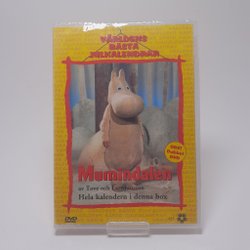 VÄRLDENS
BÄSTA
JULKALENDRAR
Mumindalen
av Tove och Lars Jansson
Hela kalendern i denna box
DVD